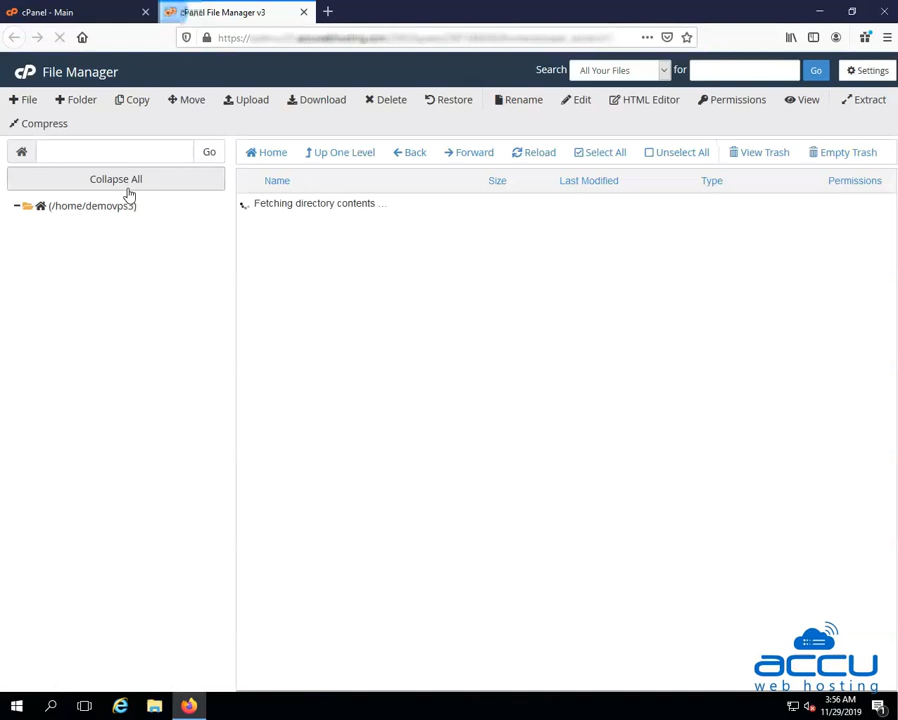 cPanel - Main
cPanel File Manager v3
https://
File Manager
Search All Your Files for Go Settings
File Folder Copy Move Upload Download Delete Restore Rename Edit HTML Editor Permissions View Extract
Compress
Go Home Up One Level Back Forward Reload Select All Unselect All View Trash Empty Trash
Collapse All Name Size Last Modified Type Permissions
(/home/demovps3) Fetching directory contents ...
accu
web hosting
3:56 AM
11/29/2019